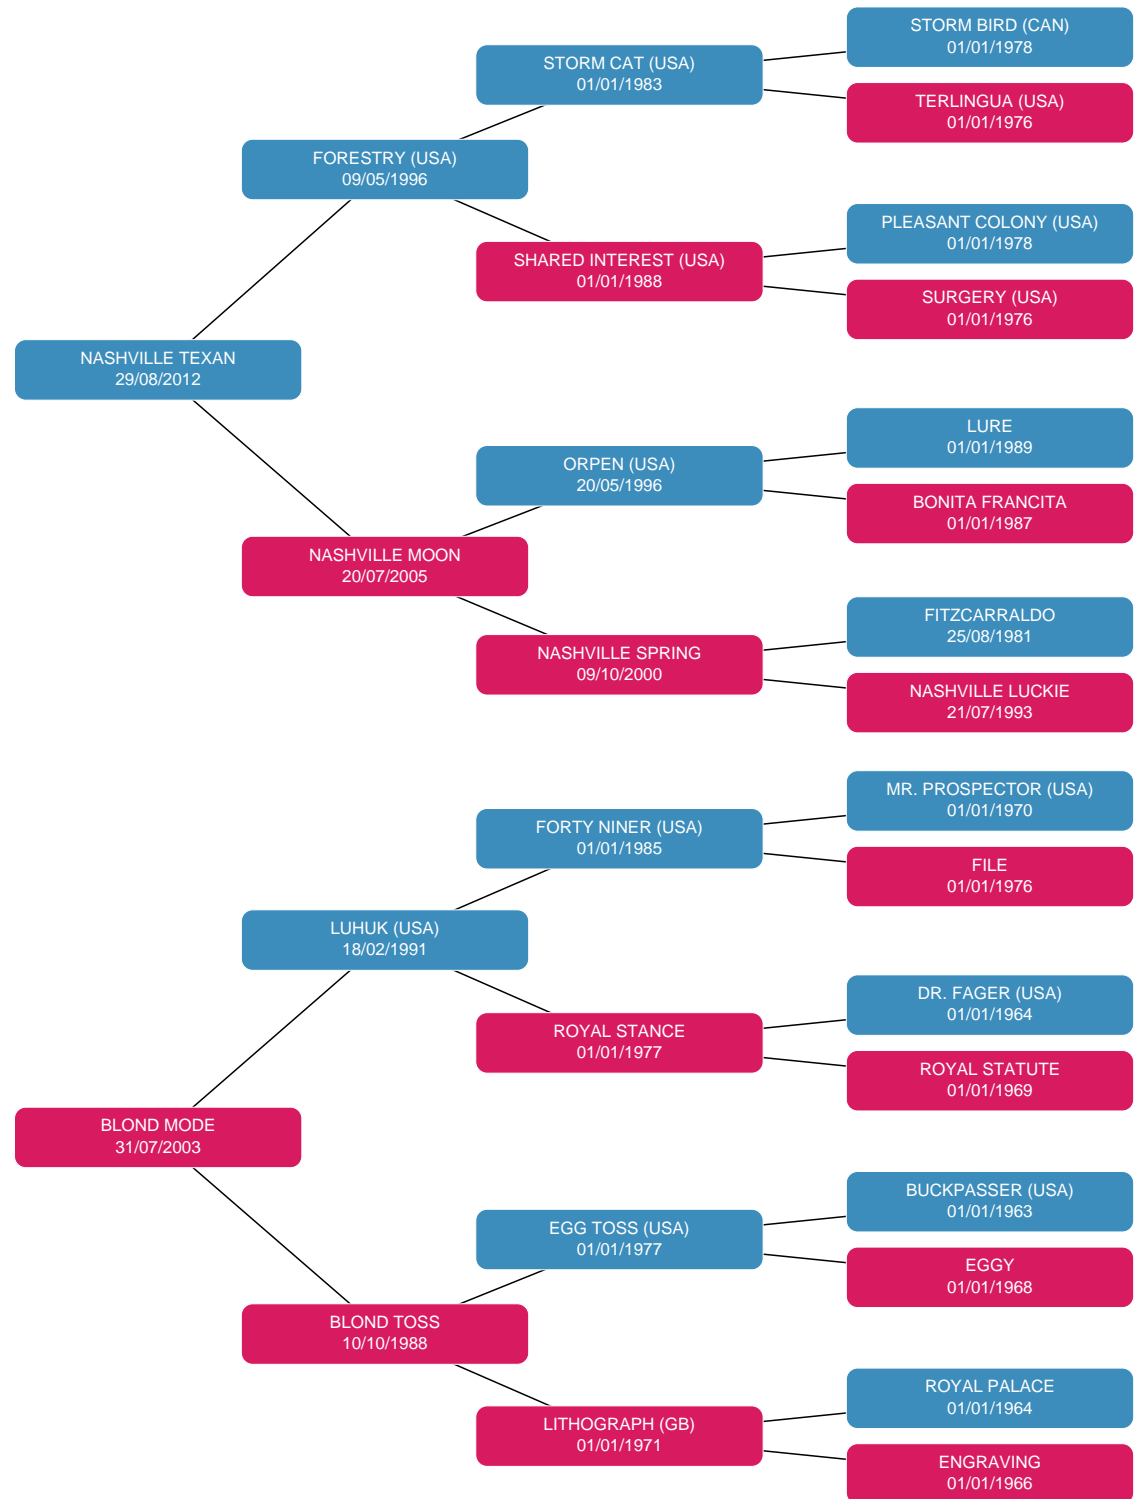 STORM BIRD (CAN)
01/01/1978
STORM CAT (USA)
01/01/1983
TERLINGUA (USA)
01/01/1976
FORESTRY (USA)
09/05/1996
PLEASANT COLONY (USA)
01/01/1978
SHARED INTEREST (USA)
01/01/1988
SURGERY (USA)
01/01/1976
NASHVILLE TEXAN
29/08/2012
LURE
01/01/1989
ORPEN (USA)
20/05/1996
BONITA FRANCITA
01/01/1987
NASHVILLE MOON
20/07/2005
FITZCARRALDO
25/08/1981
NASHVILLE SPRING
09/10/2000
NASHVILLE LUCKIE
21/07/1993
MR. PROSPECTOR (USA)
01/01/1970
FORTY NINER (USA)
01/01/1985
FILE
01/01/1976
LUHUK (USA)
18/02/1991
DR. FAGER (USA)
01/01/1964
ROYAL STANCE
01/01/1977
ROYAL STATUTE
01/01/1969
BLOND MODE
31/07/2003
BUCKPASSER (USA)
01/01/1963
EGG TOSS (USA)
01/01/1977
EGGY
01/01/1968
BLOND TOSS
10/10/1988
ROYAL PALACE
01/01/1964
LITHOGRAPH (GB)
01/01/1971
ENGRAVING
01/01/1966